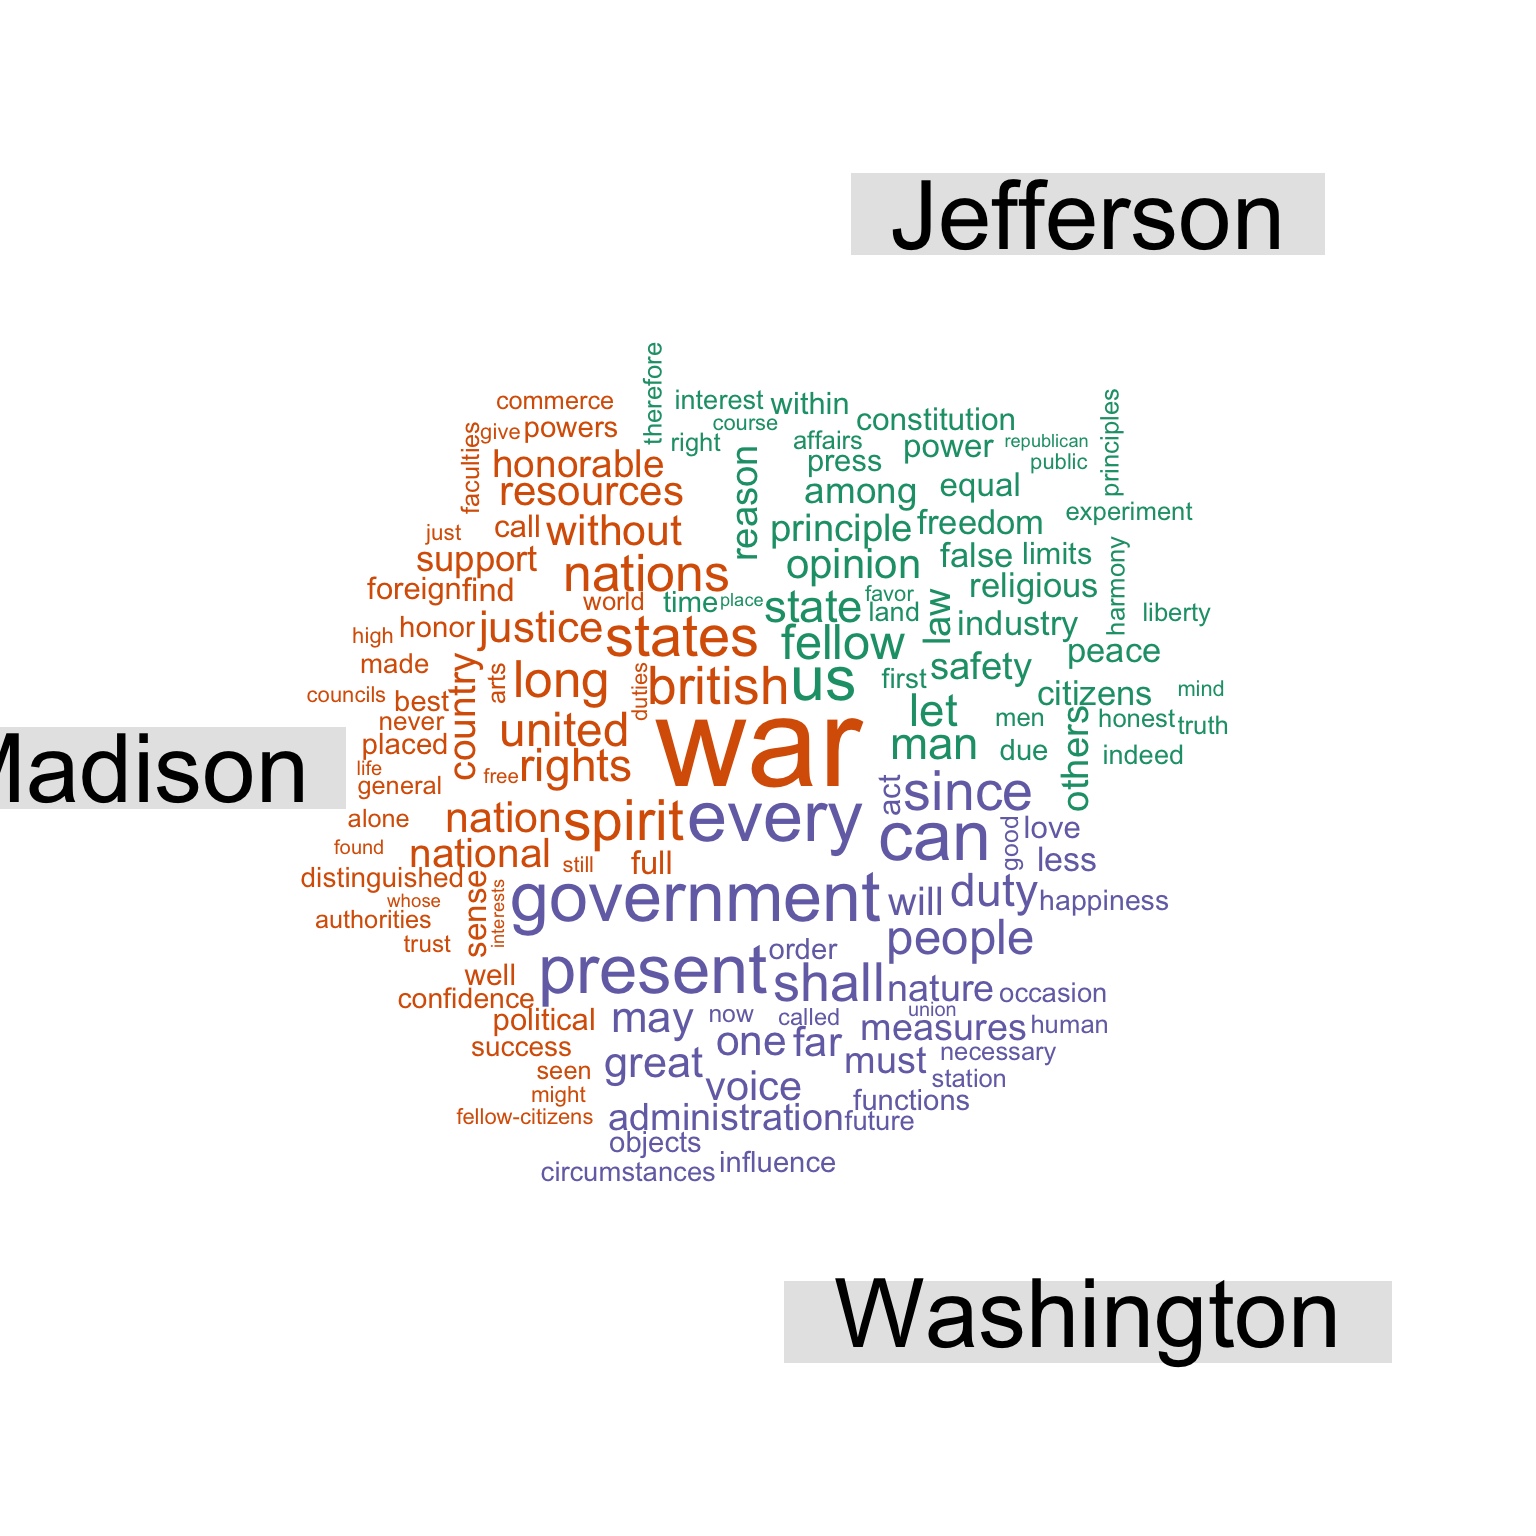 Jefferson
therefore
interest
within
principles
commerce
course
constitution
give
powers
right
affairs
power
republican
faculties
honorable
reason
press
public
resources
among
equal
experiment
just
call
without
principle
freedom
support
nations
opinion
false
limits
harmony
foreign
find
world
time
place
state
favor
land
law
religious
liberty
high
honor
justice
states
fellow
industry
peace
made
country
arts
long
duties
british
us
first
safety
citizens
mind
councils
best
never
united
war
let
men
others
honest
truth
placed
man
due
indeed
Madison
life
general
free
rights
act
since
alone
nation
spirit
every
can
good
love
found
national
still
full
less
distinguished
whose
sense
interests
government
will
duty
happiness
authorities
trust
people
well
present
order
shall
nature
occasion
confidence
political
may
now
called
union
measures
human
success
one
far
must
necessary
seen
great
station
might
voice
functions
fellow-citizens
administration
future
objects
circumstances
influence
Washington